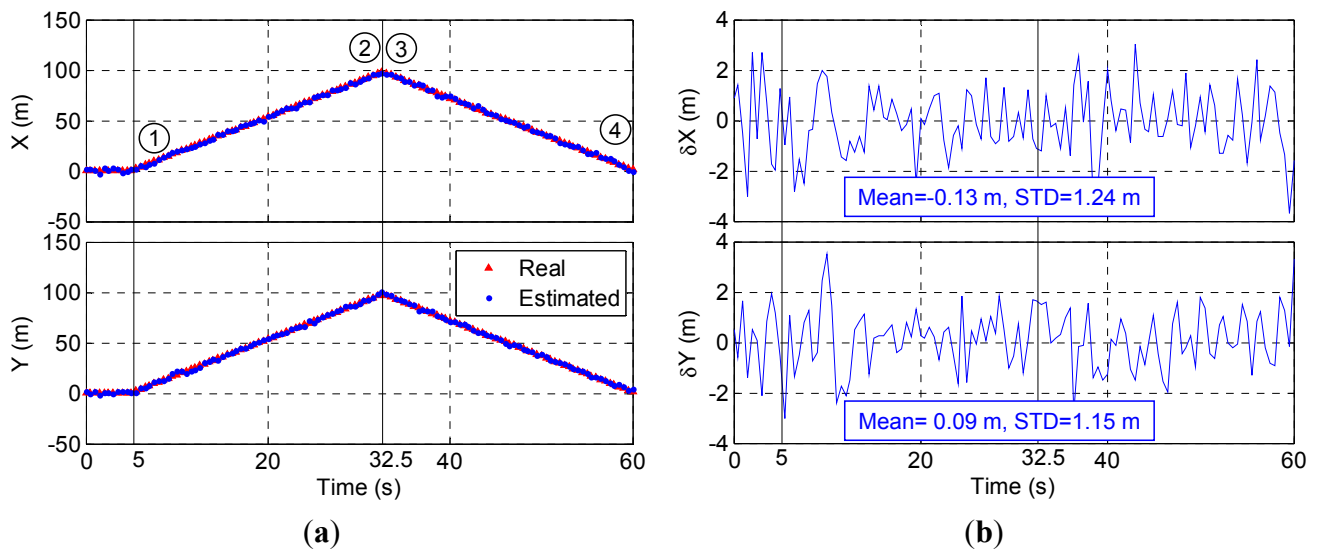 150
100
50
0
-50
X (m)
① ② ③ ④
150
100
50
0
-50
Y (m)
Real
Estimated
0 5 20 32.5 40 60
Time (s)
(a)
4
2
0
-2
-4
δX (m)
Mean=-0.13 m, STD=1.24 m
4
2
0
-2
-4
δY (m)
Mean= 0.09 m, STD=1.15 m
0 5 20 32.5 40 60
Time (s)
(b)